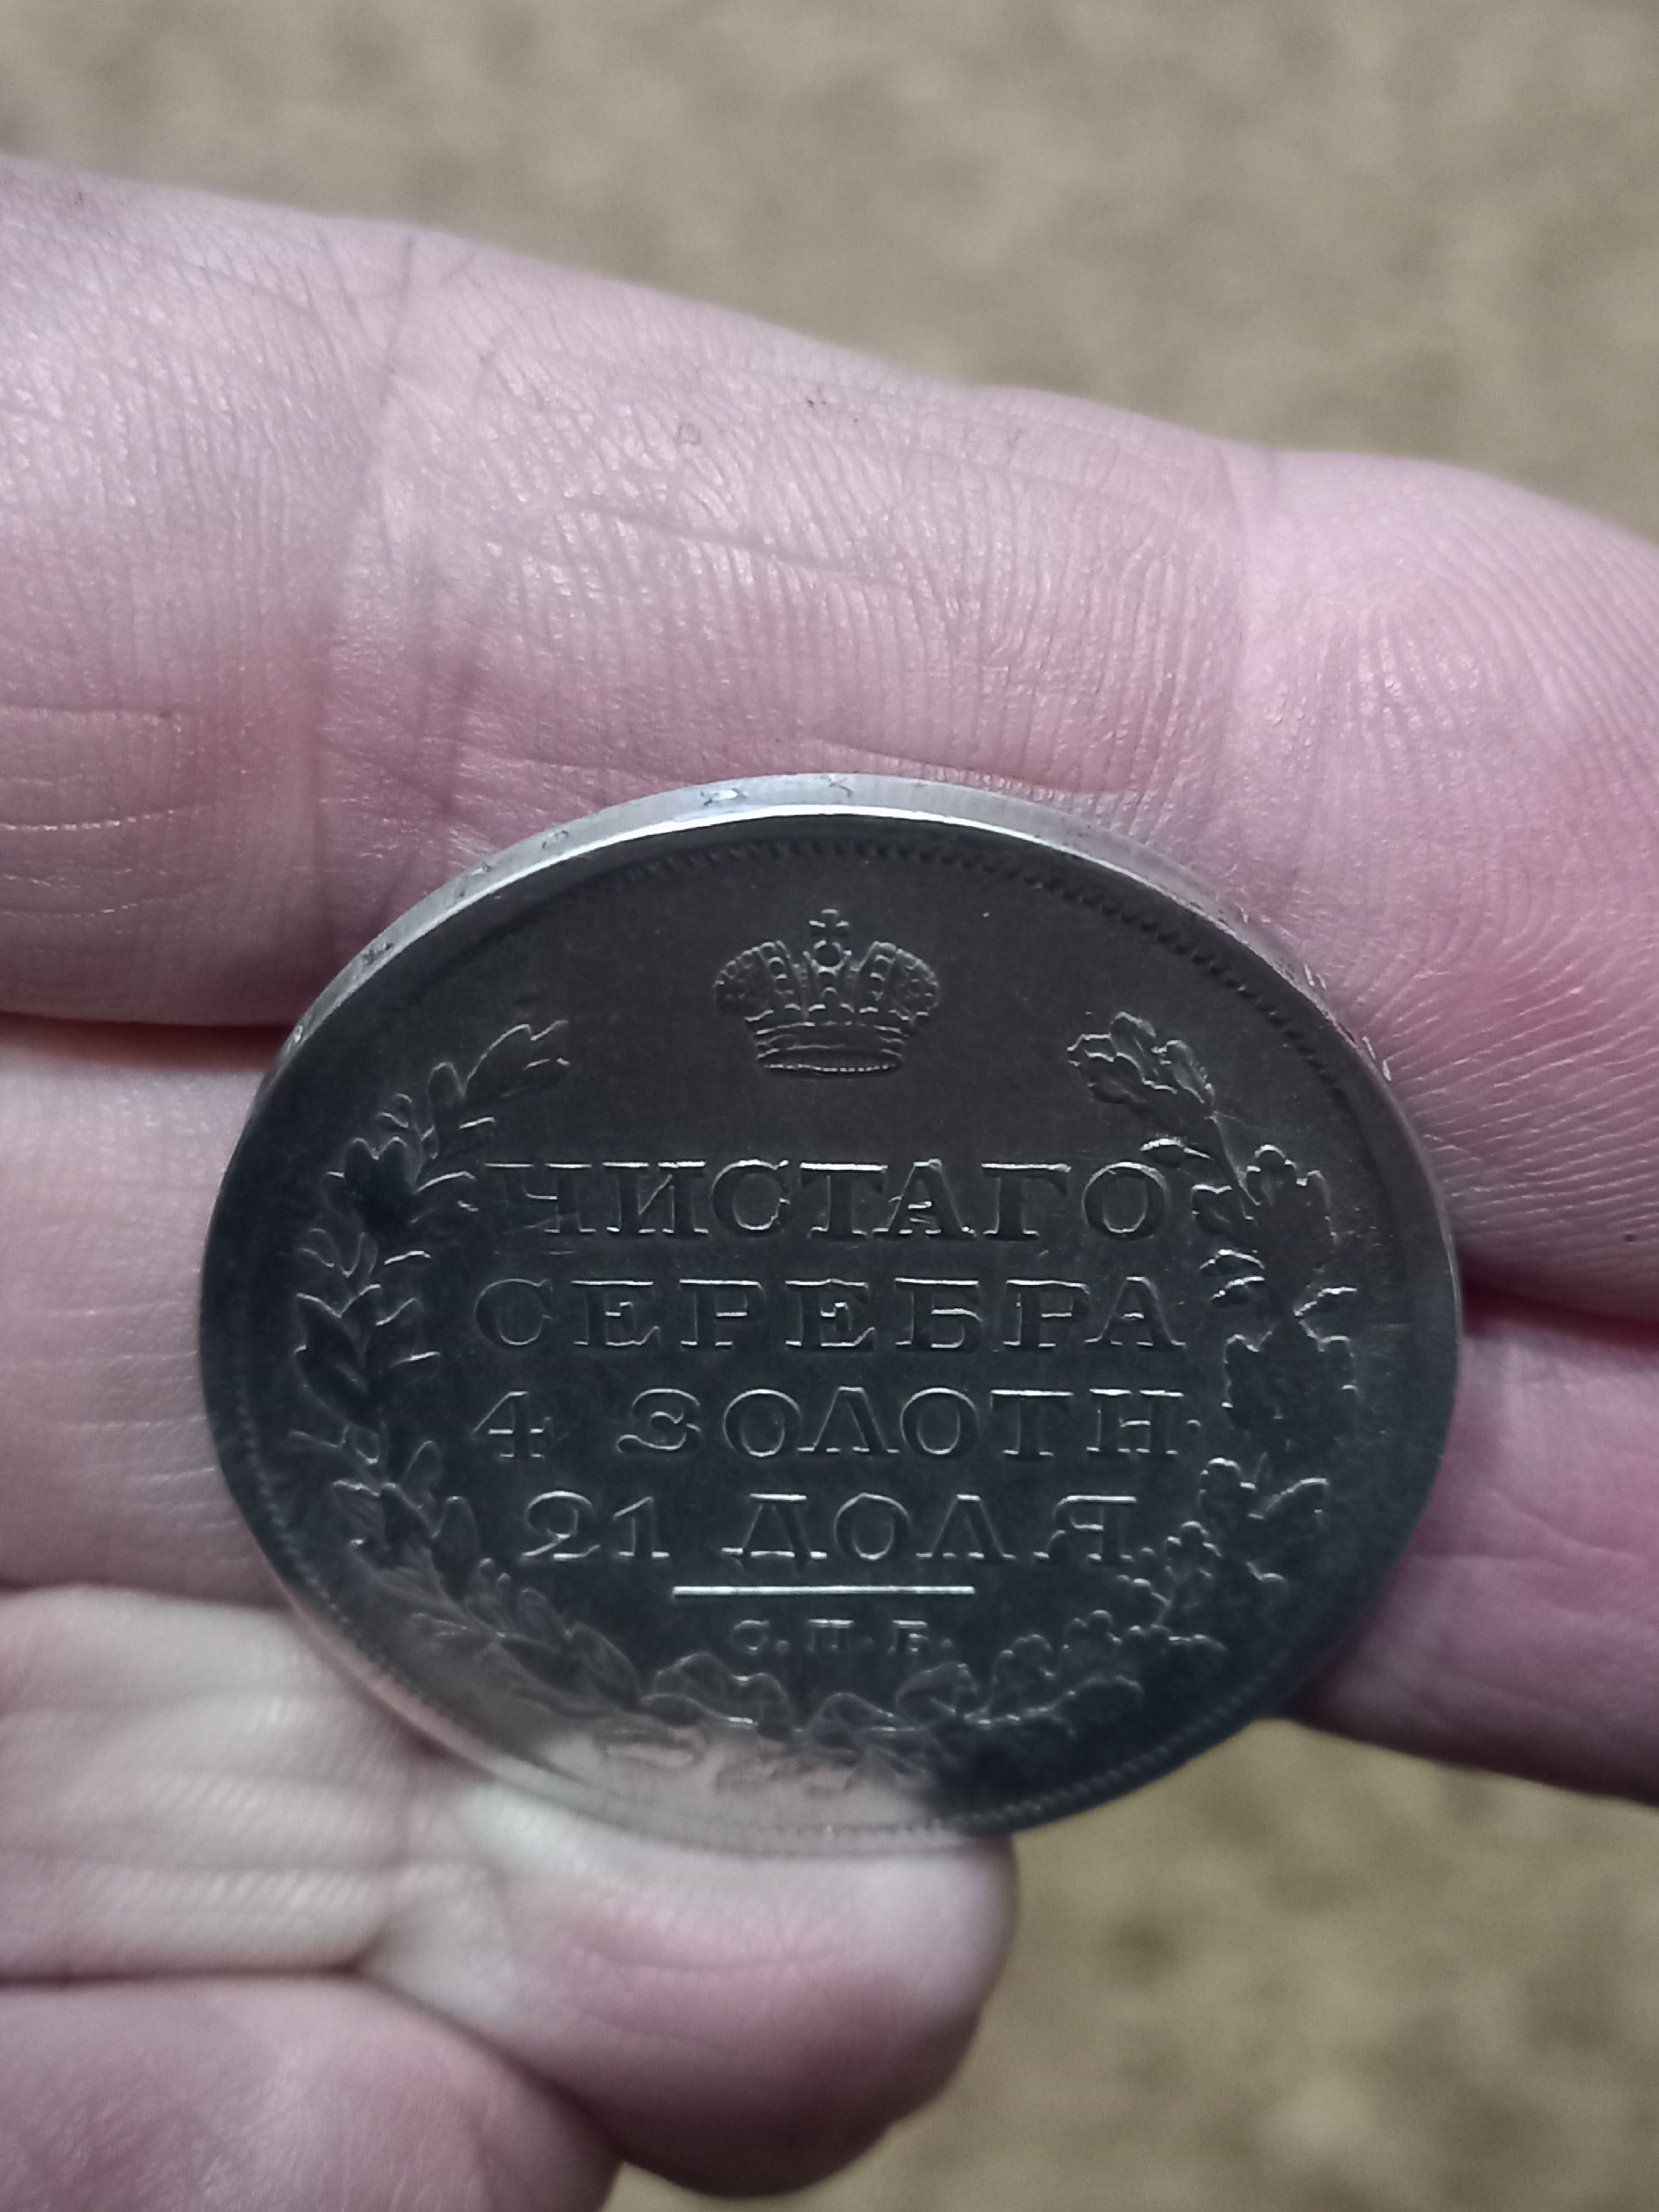 ЧИСТАГО
СЕРЕБРА
4 ЗОЛОТН.
21 ДОЛЯ
С.П.Б.